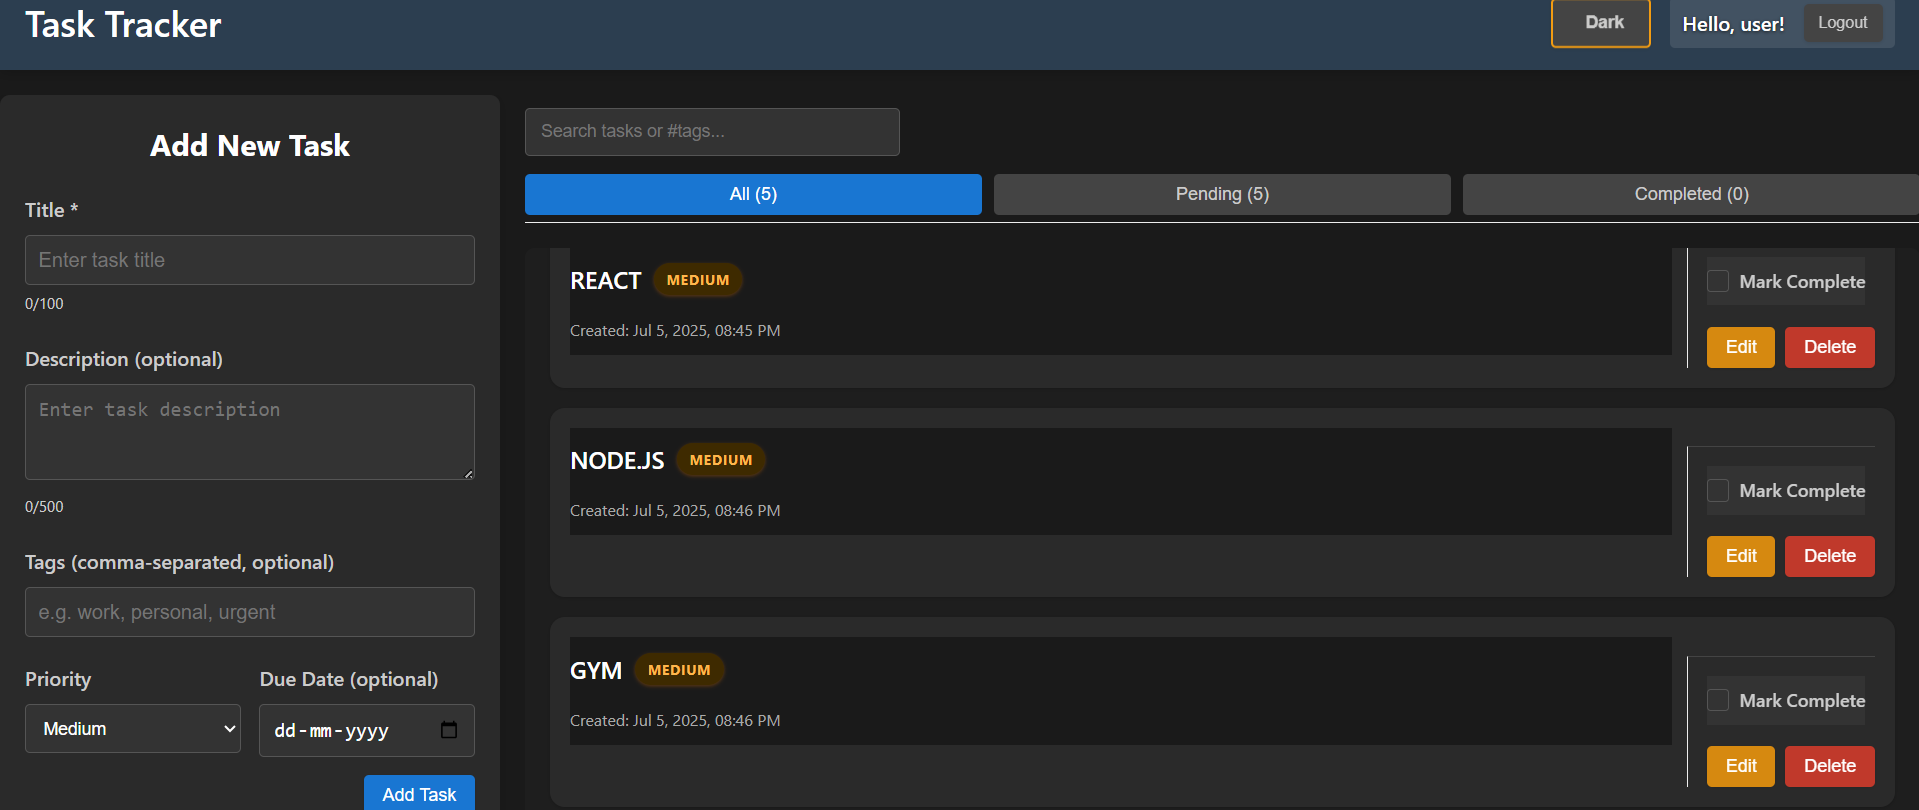 Task Tracker
Dark
Hello, user!
Logout
Add New Task
Title *
Enter task title
0/100
Description (optional)
Enter task description
0/500
Tags (comma-separated, optional)
e.g. work, personal, urgent
Priority
Due Date (optional)
Medium
dd-mm-yyyy
Add Task
Search tasks or #tags...
All (5)
Pending (5)
Completed (0)
REACT MEDIUM
Created: Jul 5, 2025, 08:45 PM
Mark Complete
Edit
Delete
NODE.JS MEDIUM
Created: Jul 5, 2025, 08:46 PM
Mark Complete
Edit
Delete
GYM MEDIUM
Created: Jul 5, 2025, 08:46 PM
Mark Complete
Edit
Delete